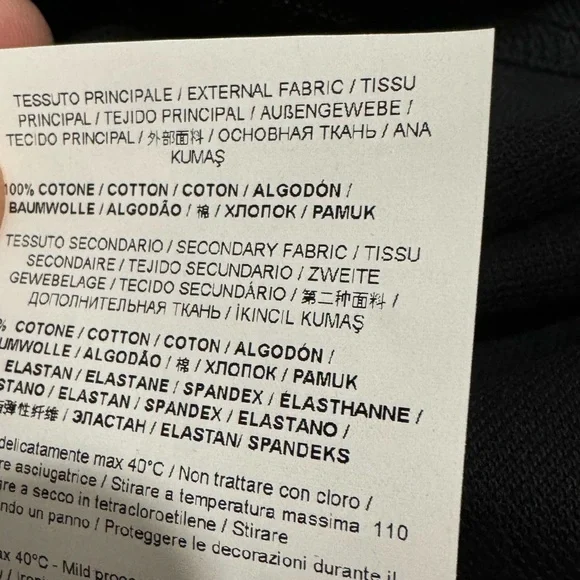 TESSUTO PRINCIPALE / EXTERNAL FABRIC / TISSU
PRINCIPAL / TEJIDO PRINCIPAL / AUßENGEWEBE /
TECIDO PRINCIPAL / 外部面料 / ОСНОВНАЯ ТКАНЬ / ANA
KUMAŞ
100% COTONE / COTTON / COTON / ALGODÓN /
BAUMWOLLE / ALGODÃO / 棉 / ХЛОПОК / PAMUK
TESSUTO SECONDARIO / SECONDARY FABRIC / TISSU
SECONDAIRE / TEJIDO SECUNDARIO / ZWEITE
GEWEBELAGE / TECIDO SECUNDÁRIO / 第二种面料 /
ДОПОЛНИТЕЛЬНАЯ ТКАНЬ / İKINCIL KUMAŞ
% COTONE / COTTON / COTON / ALGODÓN /
UMWOLLE / ALGODÃO / 棉 / ХЛОПОК / PAMUK
ELASTAN / ELASTANE / SPANDEX / ÉLASTHANNE /
STANO / ELASTAN / SPANDEX / ELASTANO /
弹性纤维 / ЭЛАСТАН / ELASTAN/ SPANDEKS
delicatamente max 40°C / Non trattare con cloro /
re asciugatrice / Stirare a temperatura massima 110
are a secco in tetracloroetilene / Stirare
ndo un panno / Proteggere le decorazioni durante il
ax 40°C - Mild